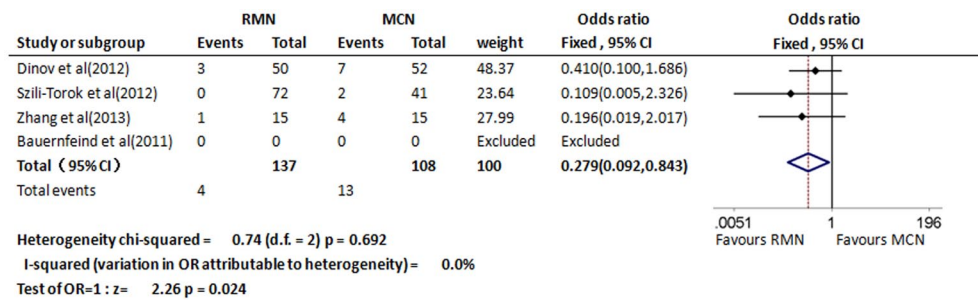 RMN MCN Odds ratio Odds ratio
Study or subgroup Events Total Events Total weight Fixed , 95% CI Fixed , 95% CI
Dinov et al(2012) 3 50 7 52 48.37 0.410(0.100,1.686)
Szili-Torok et al(2012) 0 72 2 41 23.64 0.109(0.005,2.326)
Zhang et al(2013) 1 15 4 15 27.99 0.196(0.019,2.017)
Bauernfeind et al(2011) 0 0 0 0 Excluded Excluded
Total (95%CI) 137 108 100 0.279(0.092,0.843)
Total events 4 13
.0051 1 196
Favours RMN Favours MCN
Heterogeneity chi-squared = 0.74 (d.f. = 2) p = 0.692
I-squared (variation in OR attributable to heterogeneity) = 0.0%
Test of OR=1 : z= 2.26 p = 0.024